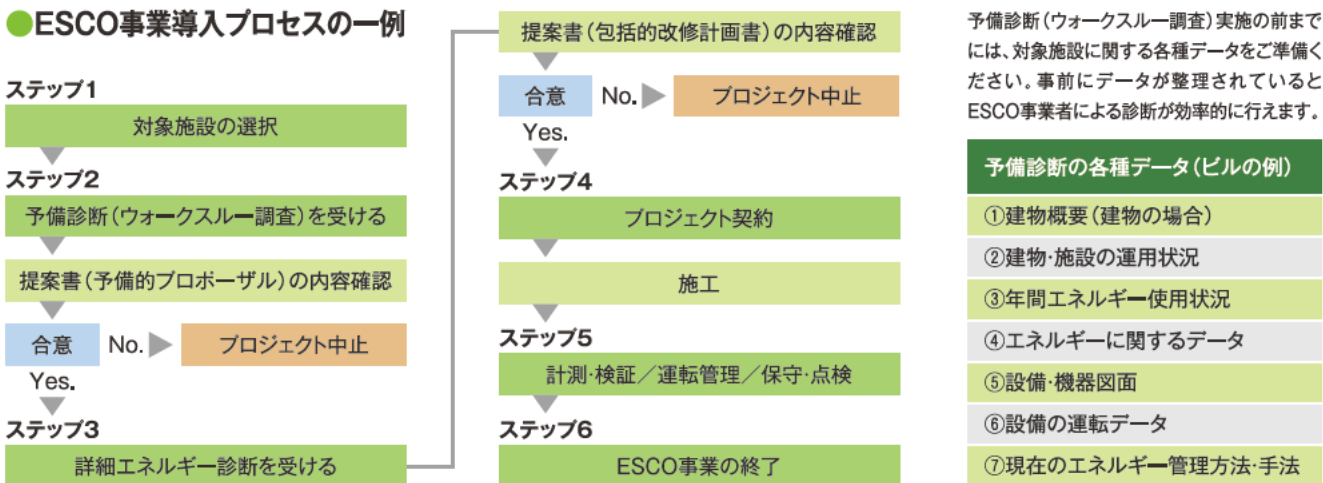 ●ESCO事業導入プロセスの一例
ステップ1
対象施設の選択
ステップ2
予備診断(ウォークスルー調査)を受ける
提案書(予備的プロポーザル)の内容確認
合意 No. プロジェクト中止
Yes.
ステップ3
詳細エネルギー診断を受ける
提案書(包括的改修計画書)の内容確認
合意 No. プロジェクト中止
Yes.
ステップ4
プロジェクト契約
施工
ステップ5
計測・検証／運転管理／保守・点検
ステップ6
ESCO事業の終了
予備診断(ウォークスルー調査)実施の前まで
には、対象施設に関する各種データをご準備く
ださい。事前にデータが整理されていると
ESCO事業者による診断が効率的に行えます。
予備診断の各種データ(ビルの例)
①建物概要(建物の場合)
②建物・施設の運用状況
③年間エネルギー使用状況
④エネルギーに関するデータ
⑤設備・機器図面
⑥設備の運転データ
⑦現在のエネルギー管理方法・手法